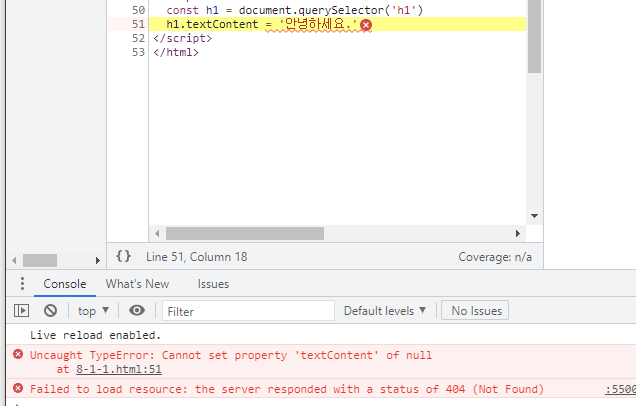 50 const h1 = document.querySelector('h1')
51 h1.textContent = '안녕하세요.'
52 </script>
53 </html>
{} Line 51, Column 18 Coverage: n/a
Console What's New Issues
top ▼ Filter Default levels ▼ No Issues
Live reload enabled.
Uncaught TypeError: Cannot set property 'textContent' of null
at 8-1-1.html:51
Failed to load resource: the server responded with a status of 404 (Not Found) :5500